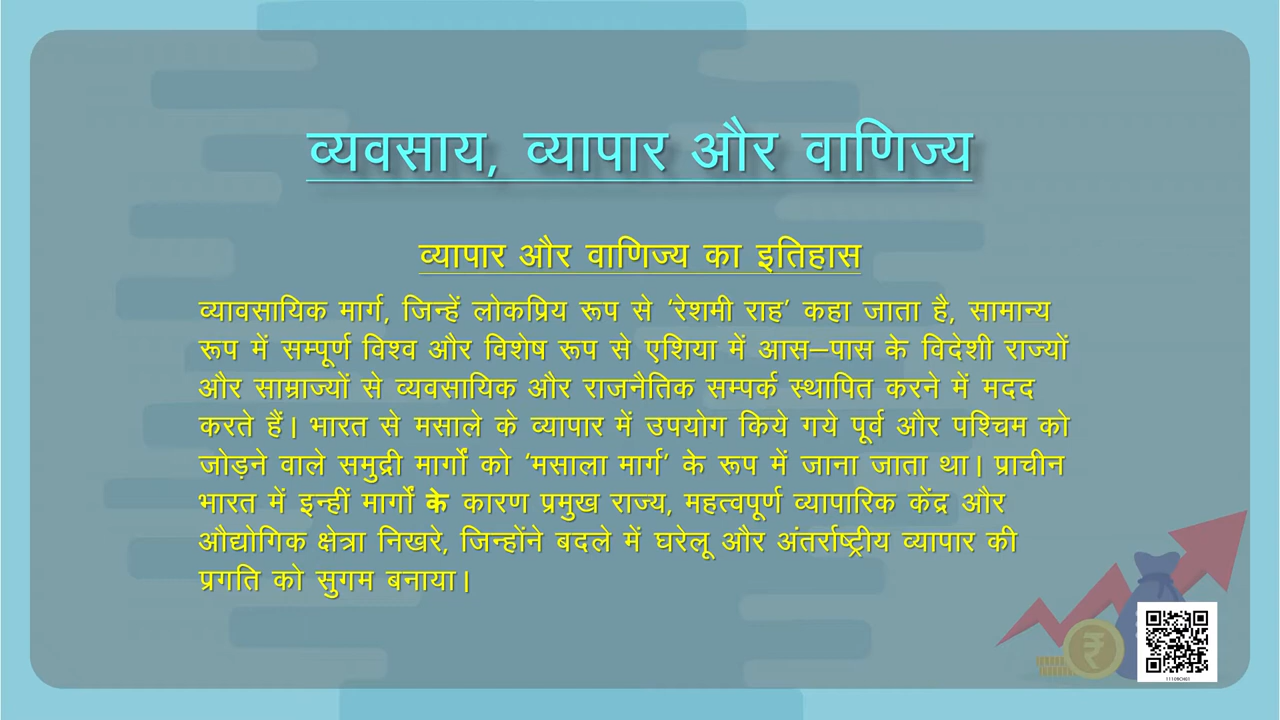 व्यवसाय, व्यापार और वाणिज्य
व्यापार और वाणिज्य का इतिहास
व्यावसायिक मार्ग, जिन्हें लोकप्रिय रूप से ‘रेशमी राह’ कहा जाता है, सामान्य
रूप में सम्पूर्ण विश्व और विशेष रूप से एशिया में आस–पास के विदेशी राज्यों
और साम्राज्यों से व्यवसायिक और राजनैतिक सम्पर्क स्थापित करने में मदद
करते हैं। भारत से मसाले के व्यापार में उपयोग किये गये पूर्व और पश्चिम को
जोड़ने वाले समुद्री मार्गों को ‘मसाला मार्ग’ के रूप में जाना जाता था। प्राचीन
भारत में इन्हीं मार्गों के कारण प्रमुख राज्य, महत्वपूर्ण व्यापारिक केंद्र और
औद्योगिक क्षेत्रा निखरे, जिन्होंने बदले में घरेलू और अंतर्राष्ट्रीय व्यापार की
प्रगति को सुगम बनाया।